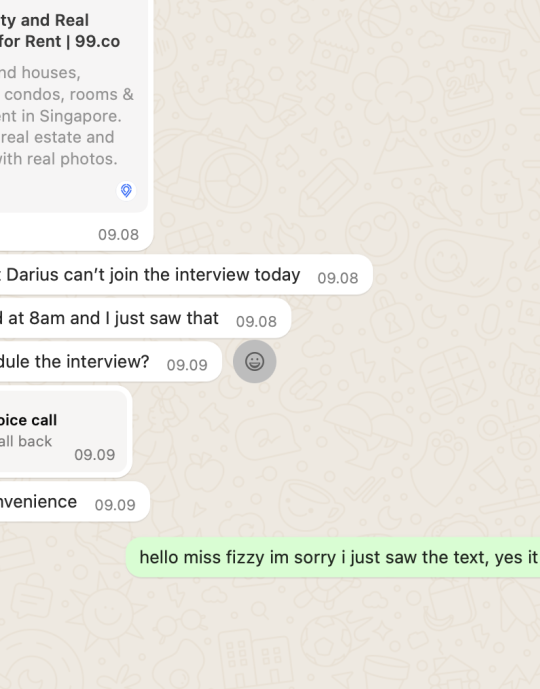 ty and Real
for Rent | 99.co
nd houses,
condos, rooms &
ent in Singapore.
real estate and
with real photos.
09.08
t Darius can't join the interview today 09.08
d at 8am and I just saw that 09.08
dule the interview? 09.09
oice call
all back
09.09
nvenience 09.09
hello miss fizzy im sorry i just saw the text, yes it